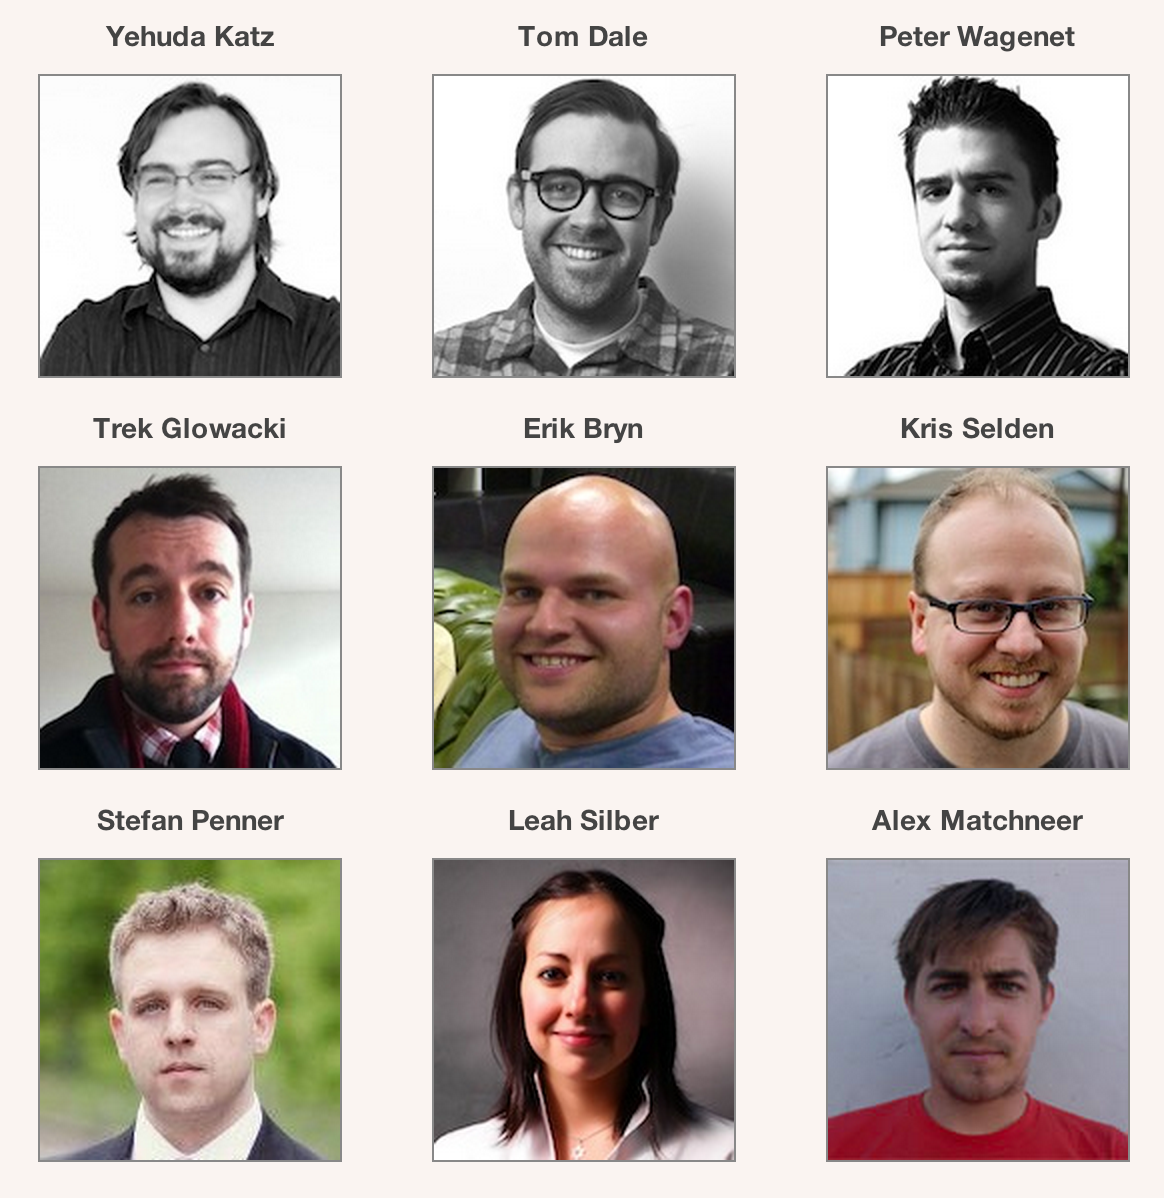 Yehuda Katz
Tom Dale
Peter Wagenet
Trek Glowacki
Erik Bryn
Kris Selden
Stefan Penner
Leah Silber
Alex Matchneer